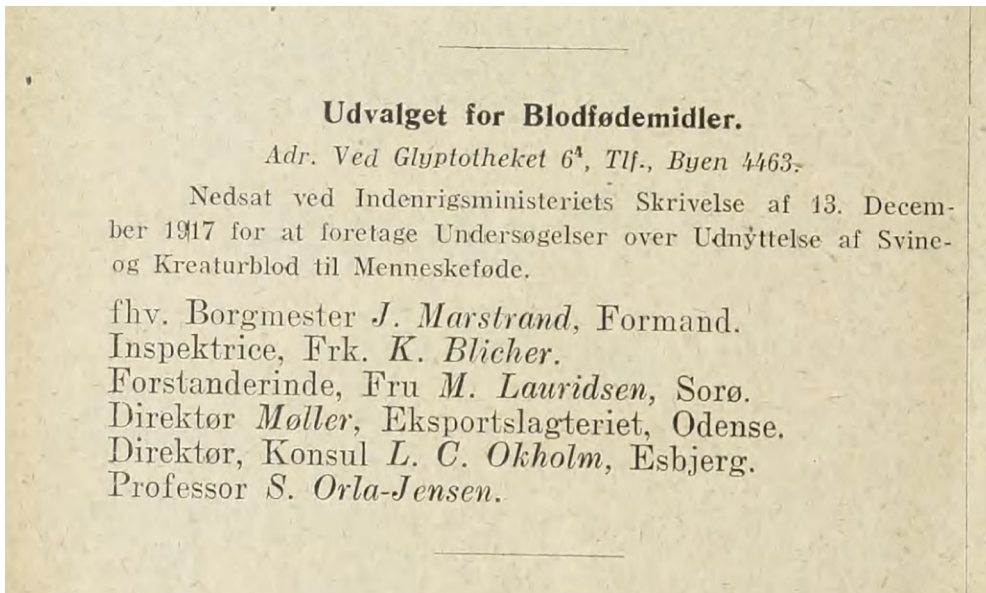 Udvalget for Blodfødemidler.
Adr. Ved Glyptotheket 6⁴, Tlf., Byen 4463.
Nedsat ved Indenrigsministeriets Skrivelse af 13. Decem-
ber 1917 for at foretage Undersøgelser over Udnyttelse af Svine-
og Kreaturblod til Menneskeføde.
fhv. Borgmester J. Marstrand, Formand.
Inspektrice, Frk. K. Blicher.
Forstanderinde, Fru M. Lauridsen, Sorø.
Direktør Møller, Eksportslagteriet, Odense.
Direktør, Konsul L. C. Okholm, Esbjerg.
Professor S. Orla-Jensen.